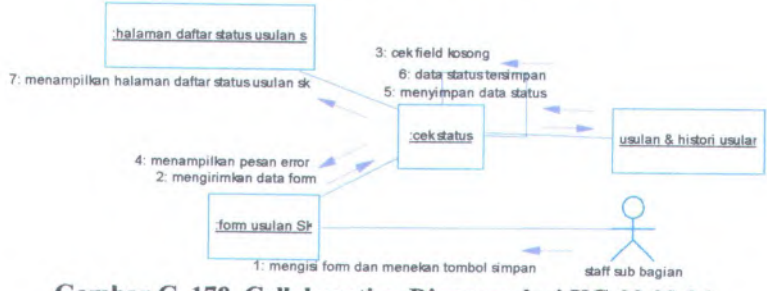 :halaman daftar status usulan s
3: cek field kosong
6: data status tersimpan
7: menampilkan halaman daftar status usulan sk
5: menyimpan data status
:cek status
usulan & histori usular
4: menampilkan pesan error
2: mengirimkan data form
:form usulan SK
1: mengisi form dan menekan tombol simpan
staff sub bagian